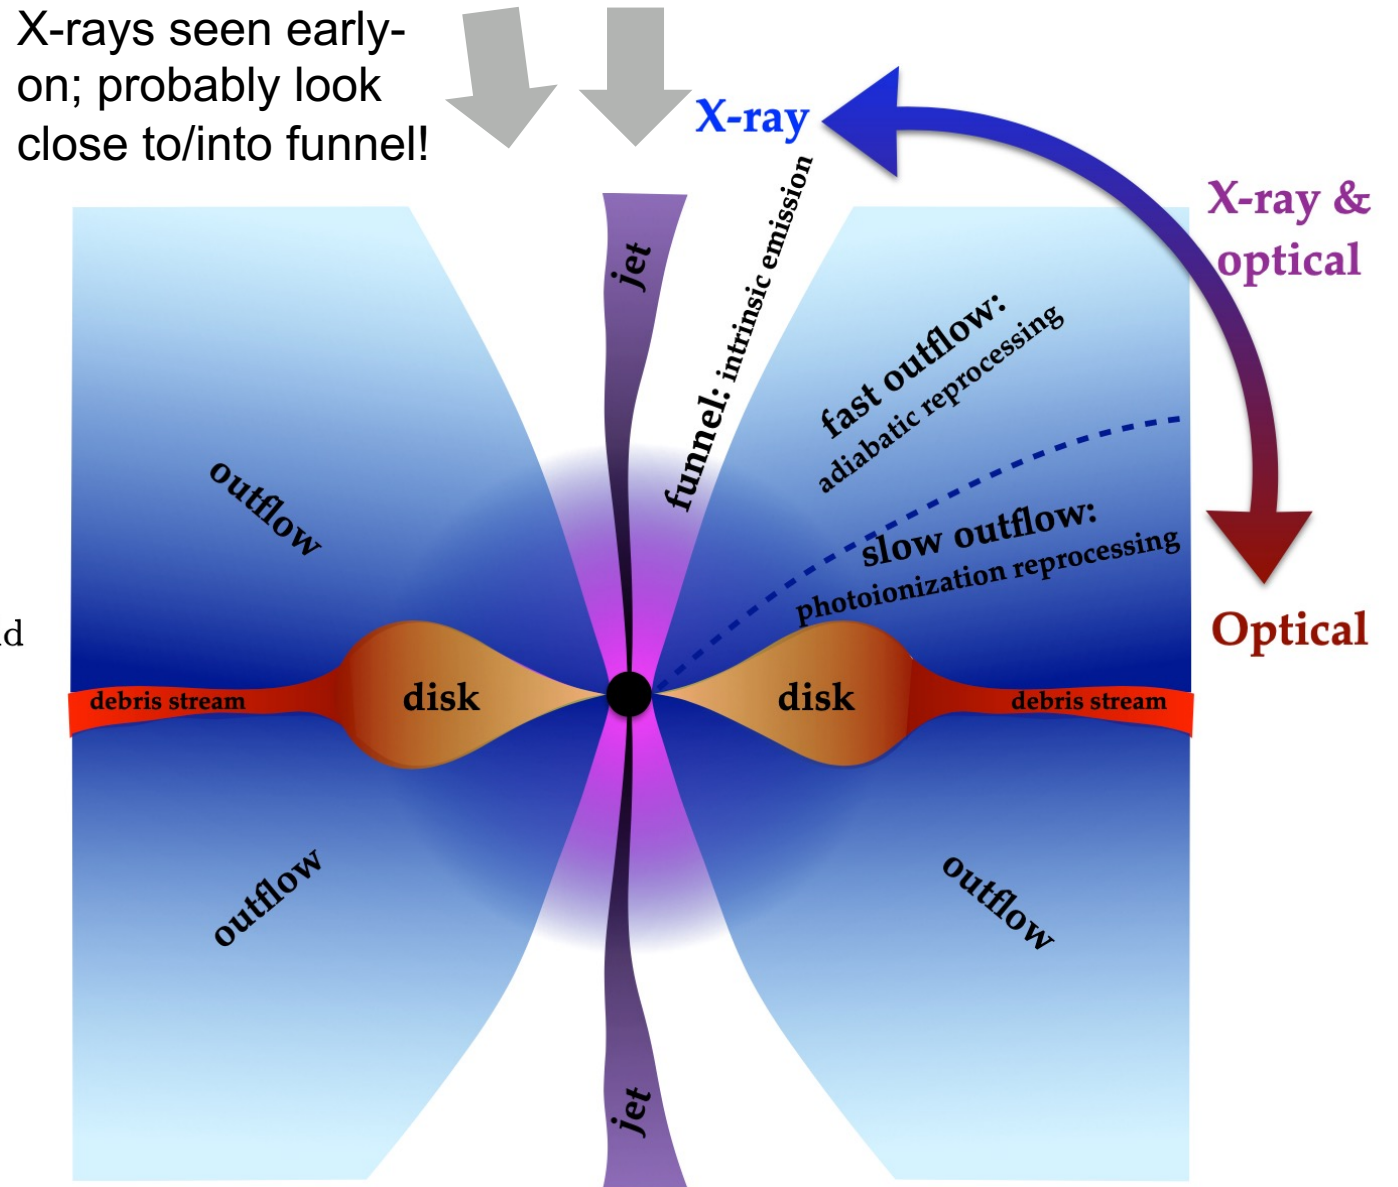 X-rays seen early-
on; probably look
close to/into funnel!
X-ray
X-ray &
optical
Optical
jet
funnel: intrinsic emission
fast outflow:
adiabatic reprocessing
slow outflow:
photoionization reprocessing
outflow
debris stream
disk
disk
debris stream
outflow
outflow
jet